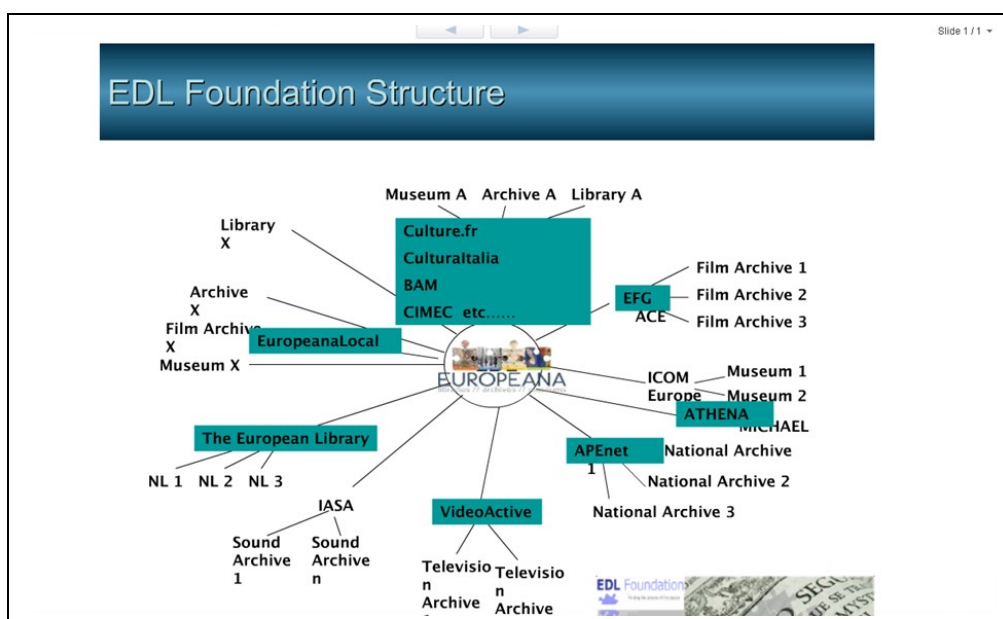 Slide 1 / 1
EDL Foundation Structure
Museum A Archive A Library A
Library
X
Culture.fr
CulturaItalia
BAM
CIMEC etc......
Archive
X
Film Archive
X
EuropeanaLocal
Museum X
EFG
ACE
Film Archive 1
Film Archive 2
Film Archive 3
EUROPEANA
ICOM
Europe
Museum 1
Museum 2
ATHENA
MICHAEL
The European Library
NL 1 NL 2 NL 3
APEnet
National Archive
1
National Archive 2
National Archive 3
IASA
Sound
Archive
1
Sound
Archive
n
VideoActive
Televisio
n
Archive
Televisio
n
Archive
EDL Foundation